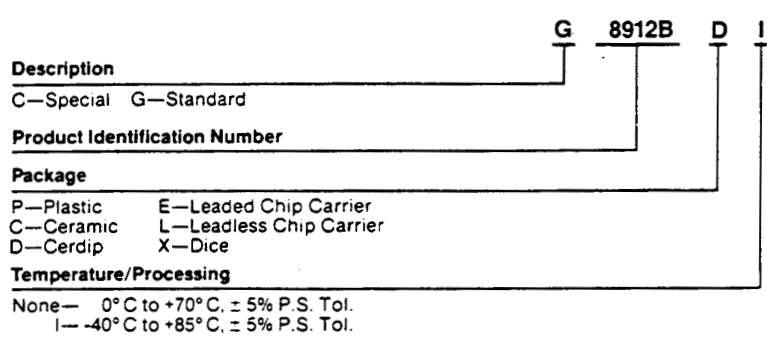 G 8912B D I
Description
C—Special G—Standard
Product Identification Number
Package
P—Plastic E—Leaded Chip Carrier
C—Ceramic L—Leadless Chip Carrier
D—Cerdip X—Dice
Temperature/Processing
None— 0°C to +70°C, ± 5% P.S. Tol.
I— -40°C to +85°C, ± 5% P.S. Tol.